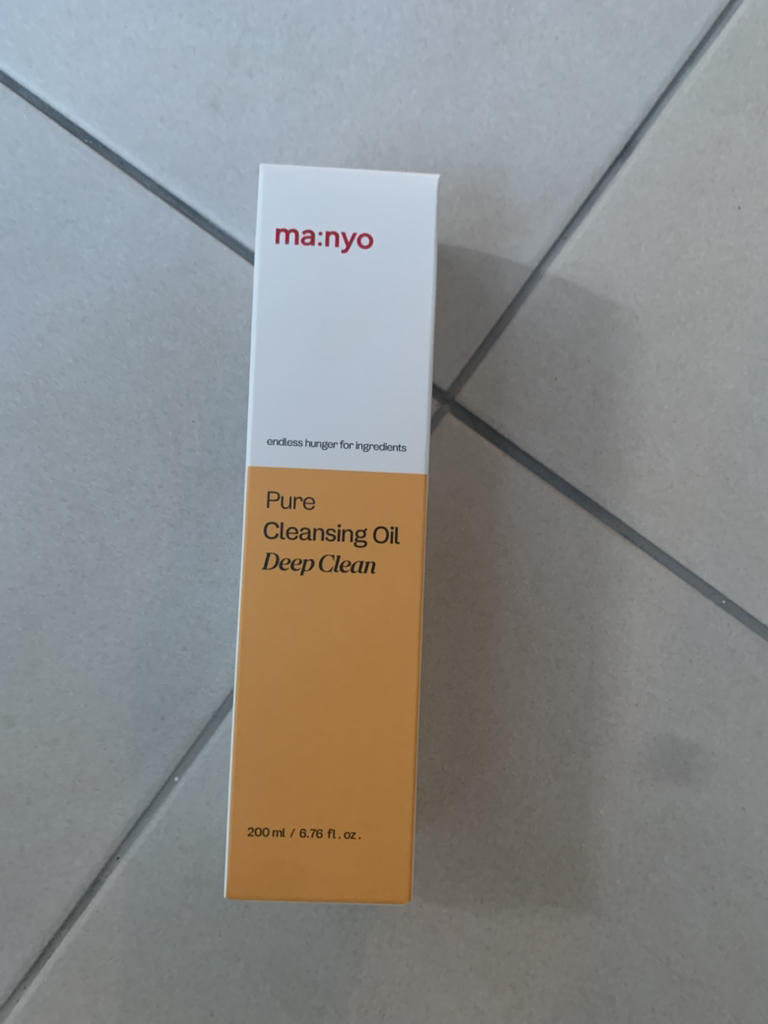 ma:nyo
endless hunger for ingredients
Pure
Cleansing Oil
Deep Clean
200 ml / 6.76 fl. oz.